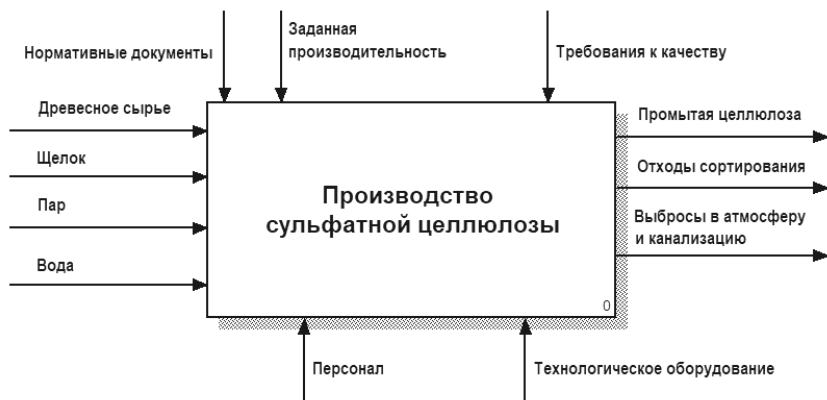 Нормативные документы
Заданная
производительность
Требования к качеству
Древесное сырье
Щелок
Пар
Вода
Производство
сульфатной целлюлозы
0
Промытая целлюлоза
Отходы сортирования
Выбросы в атмосферу
и канализацию
Персонал
Технологическое оборудование